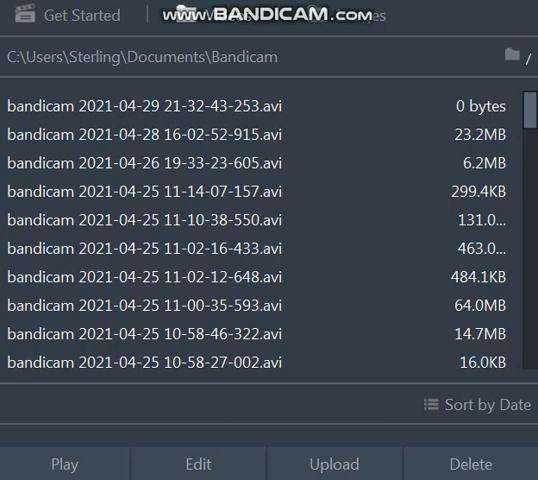 Get Started
www.BANDICAM.com
C:\Users\Sterling\Documents\Bandicam
/
bandicam 2021-04-29 21-32-43-253.avi 0 bytes
bandicam 2021-04-28 16-02-52-915.avi 23.2MB
bandicam 2021-04-26 19-33-23-605.avi 6.2MB
bandicam 2021-04-25 11-14-07-157.avi 299.4KB
bandicam 2021-04-25 11-10-38-550.avi 131.0...
bandicam 2021-04-25 11-02-16-433.avi 463.0...
bandicam 2021-04-25 11-02-12-648.avi 484.1KB
bandicam 2021-04-25 11-00-35-593.avi 64.0MB
bandicam 2021-04-25 10-58-46-322.avi 14.7MB
bandicam 2021-04-25 10-58-27-002.avi 16.0KB
Sort by Date
Play Edit Upload Delete